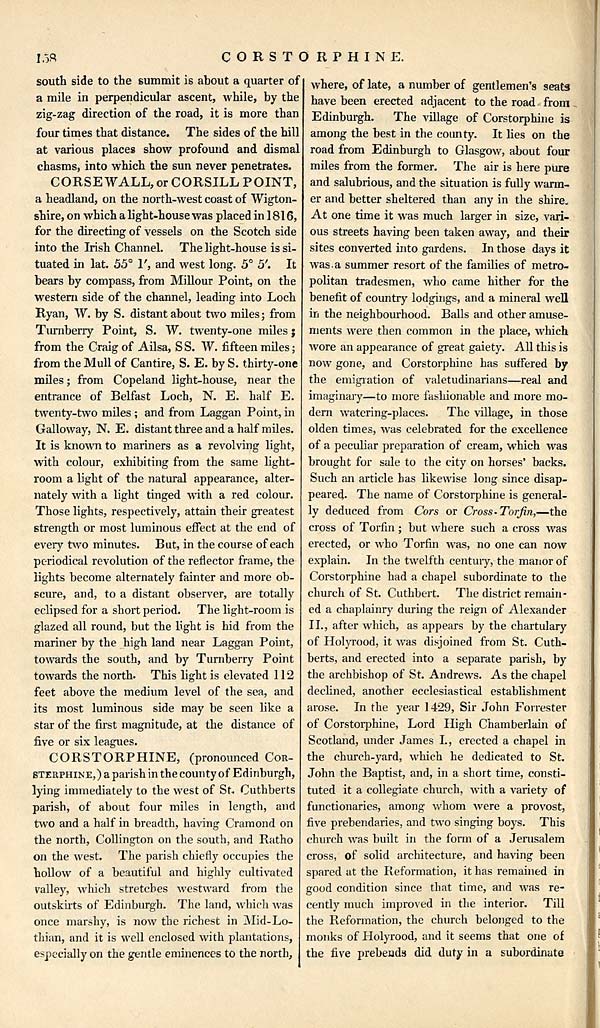 158
CORSTORPHINE.
south side to the summit is about a quarter of
a mile in perpendicular ascent, while, by the
zig-zag direction of the road, it is more than
four times that distance. The sides of the hill
at various places show profound and dismal
chasms, into which the sun never penetrates.
CORSEWALL, or CORSILL POINT,
a headland, on the north-west coast of Wigton-
shire, on which a light-house was placed in 1816,
for the directing of vessels on the Scotch side
into the Irish Channel. The light-house is si-
tuated in lat. 55° 1', and west long. 5° 5'. It
bears by compass, from Millour Point, on the
western side of the channel, leading into Loch
Ryan, W. by S. distant about two miles; from
Turnberry Point, S. W. twenty-one miles;
from the Craig of Ailsa, SS. W. fifteen miles;
from the Mull of Cantire, S. E. by S. thirty-one
miles; from Copeland light-house, near the
entrance of Belfast Loch, N. E. half E.
twenty-two miles; and from Laggan Point, in
Galloway, N. E. distant three and a half miles.
It is known to mariners as a revolving light,
with colour, exhibiting from the same light-
room a light of the natural appearance, alter-
nately with a light tinged with a red colour.
Those lights, respectively, attain their greatest
strength or most luminous effect at the end of
every two minutes. But, in the course of each
periodical revolution of the reflector frame, the
lights become alternately fainter and more ob-
scure, and, to a distant observer, are totally
eclipsed for a short period. The light-room is
glazed all round, but the light is hid from the
mariner by the high land near Laggan Point,
towards the south, and by Turnberry Point
towards the north. This light is elevated 112
feet above the medium level of the sea, and
its most luminous side may be seen like a
star of the first magnitude, at the distance of
five or six leagues.
CORSTORPHINE, (pronounced COR-
STERPHINE,) a parish in the county of Edinburgh,
lying immediately to the west of St. Cuthberts
parish, of about four miles in length, and
two and a half in breadth, having Cramond on
the north, Collington on the south, and Ratho
on the west. The parish chiefly occupies the
hollow of a beautiful and highly cultivated
valley, which stretches westward from the
outskirts of Edinburgh. The land, which was
once marshy, is now the richest in Mid-Lo-
thian, and it is well enclosed with plantations,
especially on the gentle eminences to the north,
where, of late, a number of gentlemen's seats
have been erected adjacent to the road from
Edinburgh. The village of Corstorphine is
among the best in the county. It lies on the
road from Edinburgh to Glasgow, about four
miles from the former. The air is here pure
and salubrious, and the situation is fully warm-
er and better sheltered than any in the shire.
At one time it was much larger in size, vari-
ous streets having been taken away, and their
sites converted into gardens. In those days it
was a summer resort of the families of metro-
politan tradesmen, who came hither for the
benefit of country lodgings, and a mineral well
in the neighbourhood. Balls and other amuse-
ments were then common in the place, which
wore an appearance of great gaiety. All this is
now gone, and Corstorphine has suffered by
the emigration of valetudinarians—real and
imaginary—to more fashionable and more mo-
dern watering-places. The village, in those
olden times, was celebrated for the excellence
of a peculiar preparation of cream, which was
brought for sale to the city on horses' backs.
Such an article has likewise long since disap-
peared. The name of Corstorphine is general-
ly deduced from Cors or Cross-Torfin,—the
cross of Torfin; but where such a cross was
erected, or who Torfin was, no one can now
explain. In the twelfth century, the manor of
Corstorphine had a chapel subordinate to the
church of St. Cuthbert. The district remain-
ed a chaplainry during the reign of Alexander
II., after which, as appears by the chartulary
of Holyrood, it was disjoined from St. Cuth-
berts, and erected into a separate parish, by
the archbishop of St. Andrews. As the chapel
declined, another ecclesiastical establishment
arose. In the year 1429, Sir John Forrester
of Corstorphine, Lord High Chamberlain of
Scotland, under James I., erected a chapel in
the church-yard, which he dedicated to St.
John the Baptist, and, in a short time, consti-
tuted it a collegiate church, with a variety of
functionaries, among whom were a provost,
five prebendaries, and two singing boys. This
church was built in the form of a Jerusalem
cross, of solid architecture, and having been
spared at the Reformation, it has remained in
good condition since that time, and was re-
cently much improved in the interior. Till
the Reformation, the church belonged to the
monks of Holyrood, and it seems that one of
the five prebends did duty in a subordinate